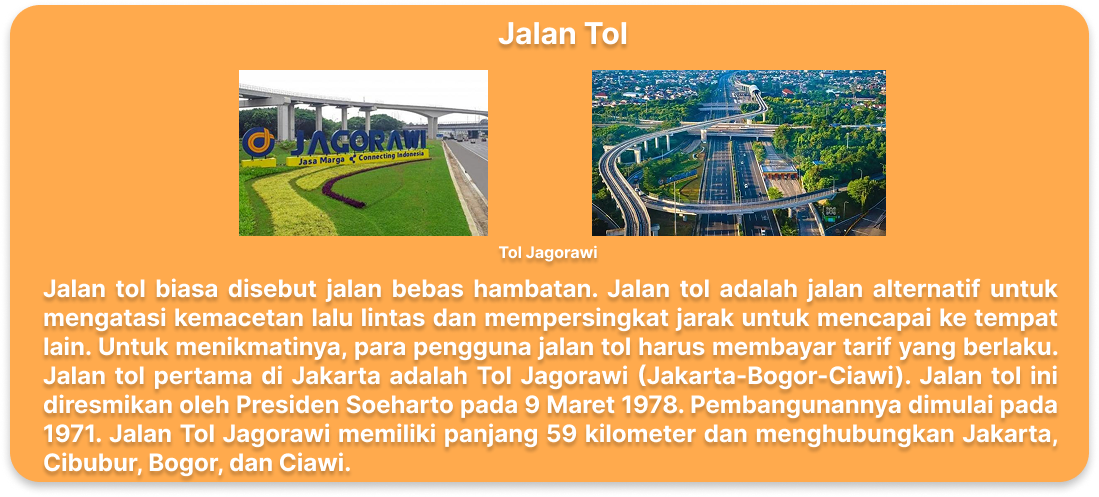 Jalan Tol
JAGORAWI
Jasa Marga Connecting Indonesia
Tol Jagorawi
Jalan tol biasa disebut jalan bebas hambatan. Jalan tol adalah jalan alternatif untuk
mengatasi kemacetan lalu lintas dan mempersingkat jarak untuk mencapai ke tempat
lain. Untuk menikmatinya, para pengguna jalan tol harus membayar tarif yang berlaku.
Jalan tol pertama di Jakarta adalah Tol Jagorawi (Jakarta-Bogor-Ciawi). Jalan tol ini
diresmikan oleh Presiden Soeharto pada 9 Maret 1978. Pembangunannya dimulai pada
1971. Jalan Tol Jagorawi memiliki panjang 59 kilometer dan menghubungkan Jakarta,
Cibubur, Bogor, dan Ciawi.